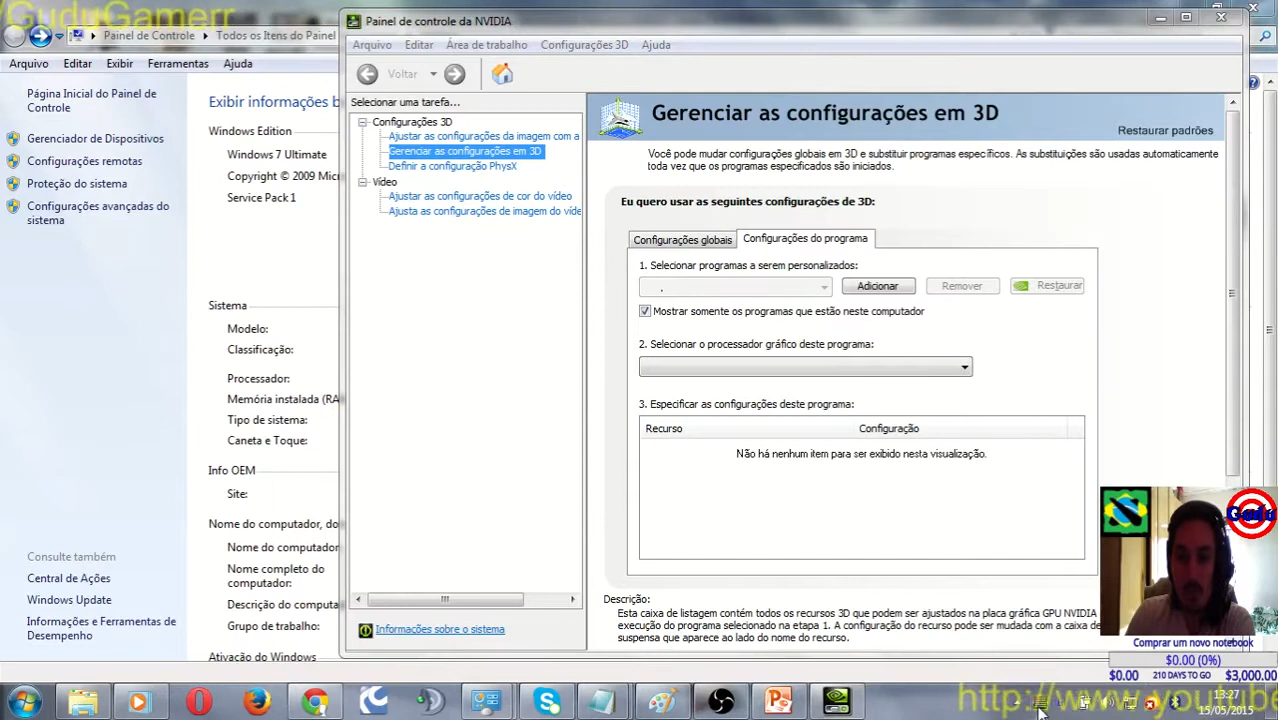 /GuduGamerr
Painel de Controle
Todos os Itens do Painel
Arquivo Editar Exibir Ferramentas Ajuda
Página Inicial do Painel de
Controle
Gerenciador de Dispositivos
Configurações remotas
Proteção do sistema
Configurações avançadas do
sistema
Consulte também
Central de Ações
Windows Update
Informações e Ferramentas de
Desempenho
Exibir informações b
Windows Edition
Windows 7 Ultimate
Copyright © 2009 Micr
Service Pack 1
Sistema
Modelo:
Classificação:
Processador:
Memória instalada (RA
Tipo de sistema:
Caneta e Toque:
Info OEM
Site:
Nome do computador, do
Nome do computador
Nome completo do
computador:
Descrição do computa
Grupo de trabalho:
Ativação do Windows
Painel de controle da NVIDIA
Arquivo Editar Área de trabalho Configurações 3D Ajuda
Voltar
Selecionar uma tarefa...
Configurações 3D
Ajustar as configurações da imagem com a
Gerenciar as configurações em 3D
Definir a configuração PhysX
Vídeo
Ajustar as configurações de cor do vídeo
Ajusta as configurações de imagem do víde
Informações sobre o sistema
Gerenciar as configurações em 3D
Restaurar padrões
Você pode mudar configurações globais em 3D e substituir programas específicos. As substituições são usadas automaticamente
toda vez que os programas especificados são iniciados.
Eu quero usar as seguintes configurações de 3D:
Configurações globais Configurações do programa
1. Selecionar programas a serem personalizados:
Adicionar Remover Restaurar
Mostrar somente os programas que estão neste computador
2. Selecionar o processador gráfico deste programa:
3. Especificar as configurações deste programa:
Recurso Configuração
Não há nenhum item para ser exibido nesta visualização.
Descrição:
Esta caixa de listagem contém todos os recursos 3D que podem ser ajustados na placa gráfica GPU NVIDIA
execução do programa selecionado na etapa 1. A configuração do recurso pode ser mudada com a caixa de
suspensa que aparece ao lado do nome do recurso.
Gudu
Comprar um novo notebook
$0.00 (0%)
$0.00 210 DAYS TO GO $3,000.00
http://www.youtube
13:27
15/05/2015